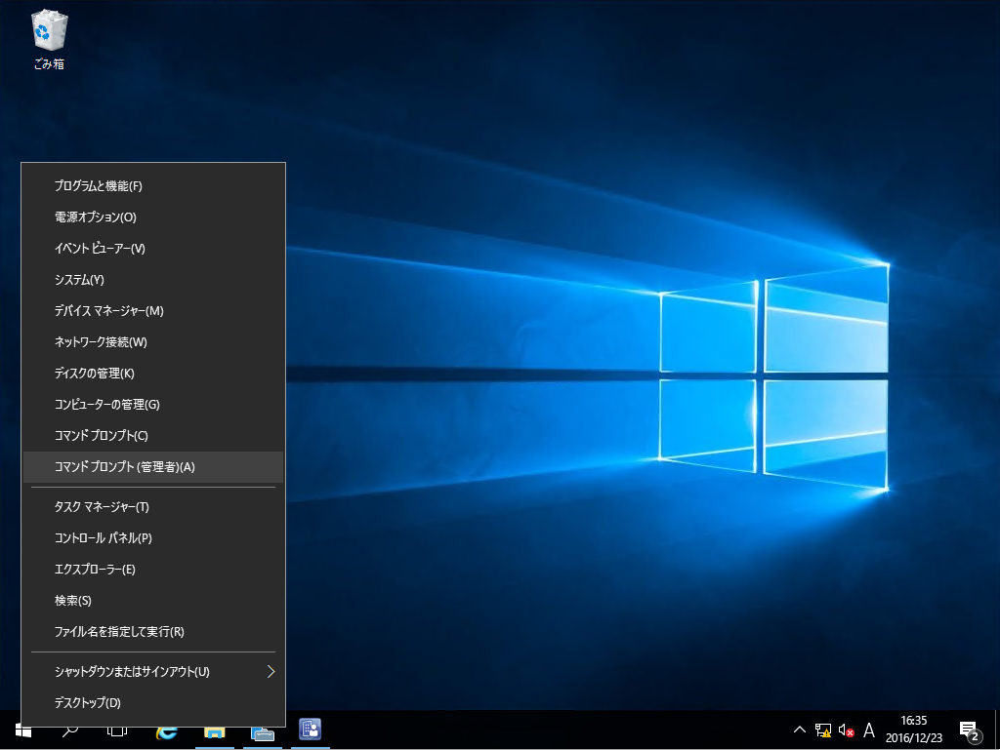 ごみ箱
プログラムと機能(F)
電源オプション(O)
イベント ビューアー(V)
システム(Y)
デバイス マネージャー(M)
ネットワーク接続(W)
ディスクの管理(K)
コンピューターの管理(G)
コマンド プロンプト(C)
コマンド プロンプト (管理者)(A)
タスク マネージャー(T)
コントロール パネル(P)
エクスプローラー(E)
検索(S)
ファイル名を指定して実行(R)
シャットダウンまたはサインアウト(U)
デスクトップ(D)
A
16:35
2016/12/23
2